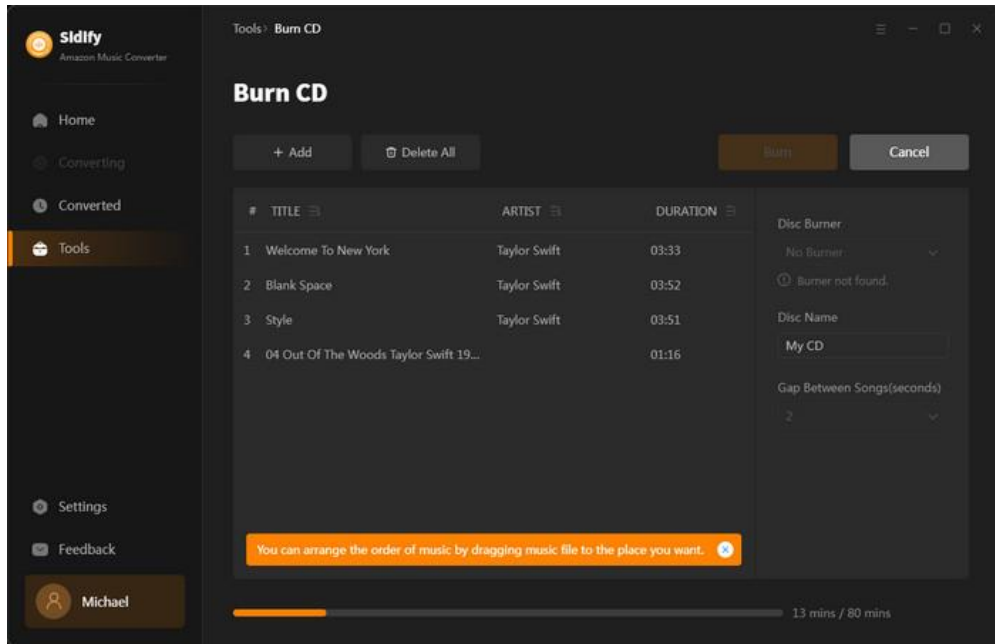 Sidify
Amazon Music Converter
Home
Converting
Converted
Tools
Settings
Feedback
Michael
Tools› Burn CD
Burn CD
+ Add
Delete All
Burn
Cancel
# TITLE ARTIST DURATION
1 Welcome To New York Taylor Swift 03:33
2 Blank Space Taylor Swift 03:52
3 Style Taylor Swift 03:51
4 04 Out Of The Woods Taylor Swift 19... 01:16
Disc Burner
No Burner
Burner not found.
Disc Name
My CD
Gap Between Songs(seconds)
2
You can arrange the order of music by dragging music file to the place you want.
13 mins / 80 mins